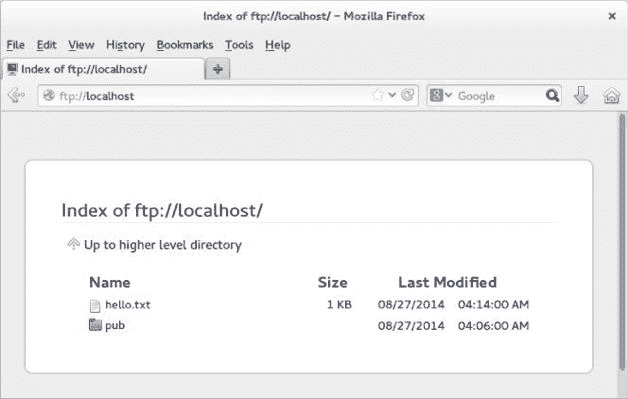 Index of ftp://localhost/ – Mozilla Firefox
File Edit View History Bookmarks Tools Help
Index of ftp://localhost/
ftp://localhost
Google
Index of ftp://localhost/
Up to higher level directory
Name Size Last Modified
hello.txt 1 KB 08/27/2014 04:14:00 AM
pub 08/27/2014 04:06:00 AM